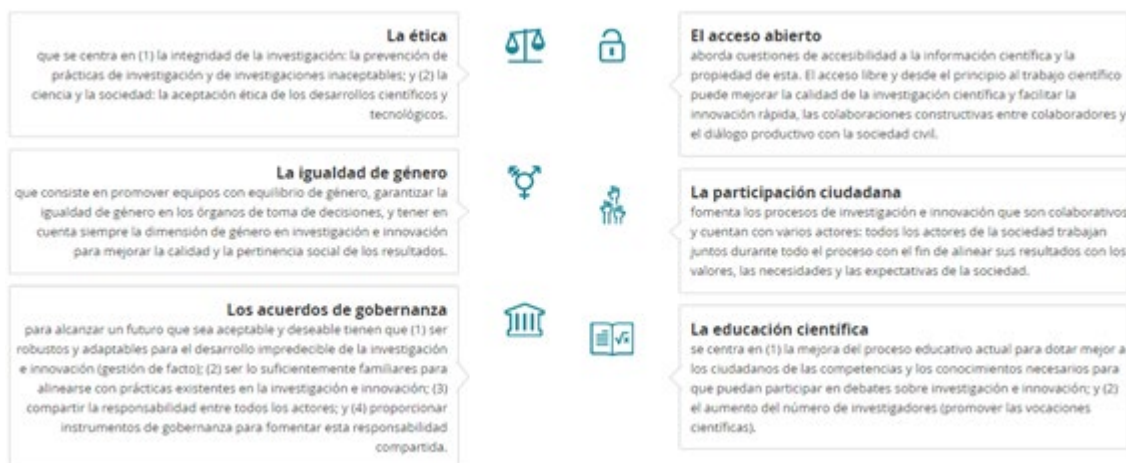 La ética
que se centra en (1) la integridad de la investigación: la prevención de
prácticas de investigación y de investigaciones inaceptables; y (2) la
ciencia y la sociedad: la aceptación ética de los desarrollos científicos y
tecnológicos.
El acceso abierto
aborda cuestiones de accesibilidad a la información científica y la
propiedad de esta. El acceso libre y desde el principio al trabajo científico
puede mejorar la calidad de la investigación científica y facilitar la
innovación rápida, las colaboraciones constructivas entre colaboradores y
el diálogo productivo con la sociedad civil.
La igualdad de género
que consiste en promover equipos con equilibrio de género, garantizar la
igualdad de género en los órganos de toma de decisiones, y tener en
cuenta siempre la dimensión de género en investigación e innovación
para mejorar la calidad y la pertinencia social de los resultados.
La participación ciudadana
fomenta los procesos de investigación e innovación que son colaborativos
y cuentan con varios actores: todos los actores de la sociedad trabajan
juntos durante todo el proceso con el fin de alinear sus resultados con los
valores, las necesidades y las expectativas de la sociedad.
Los acuerdos de gobernanza
para alcanzar un futuro que sea aceptable y deseable tienen que (1) ser
robustos y adaptables para el desarrollo impredecible de la investigación
e innovación (gestión de facto); (2) ser lo suficientemente familiares para
alinearse con prácticas existentes en la investigación e innovación; (3)
compartir la responsabilidad entre todos los actores; y (4) proporcionar
instrumentos de gobernanza para fomentar esta responsabilidad
compartida.
La educación científica
se centra en (1) la mejora del proceso educativo actual para dotar mejor a
los ciudadanos de las competencias y los conocimientos necesarios para
que puedan participar en debates sobre investigación e innovación; y (2)
el aumento del número de investigadores (promover las vocaciones
científicas).